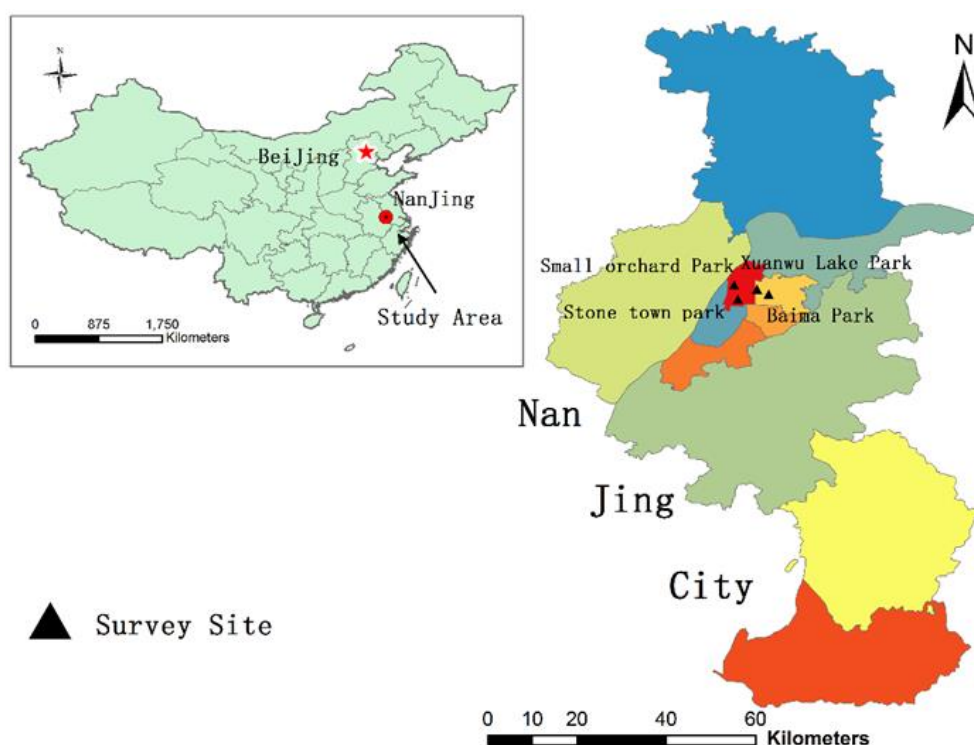 N
BeiJing
NanJing
Study Area
0 875 1,750
Kilometers
N
Small orchard Park
Xuanwu Lake Park
Stone town park
Baima Park
Nan
Jing
City
Survey Site
0 10 20 40 60
Kilometers